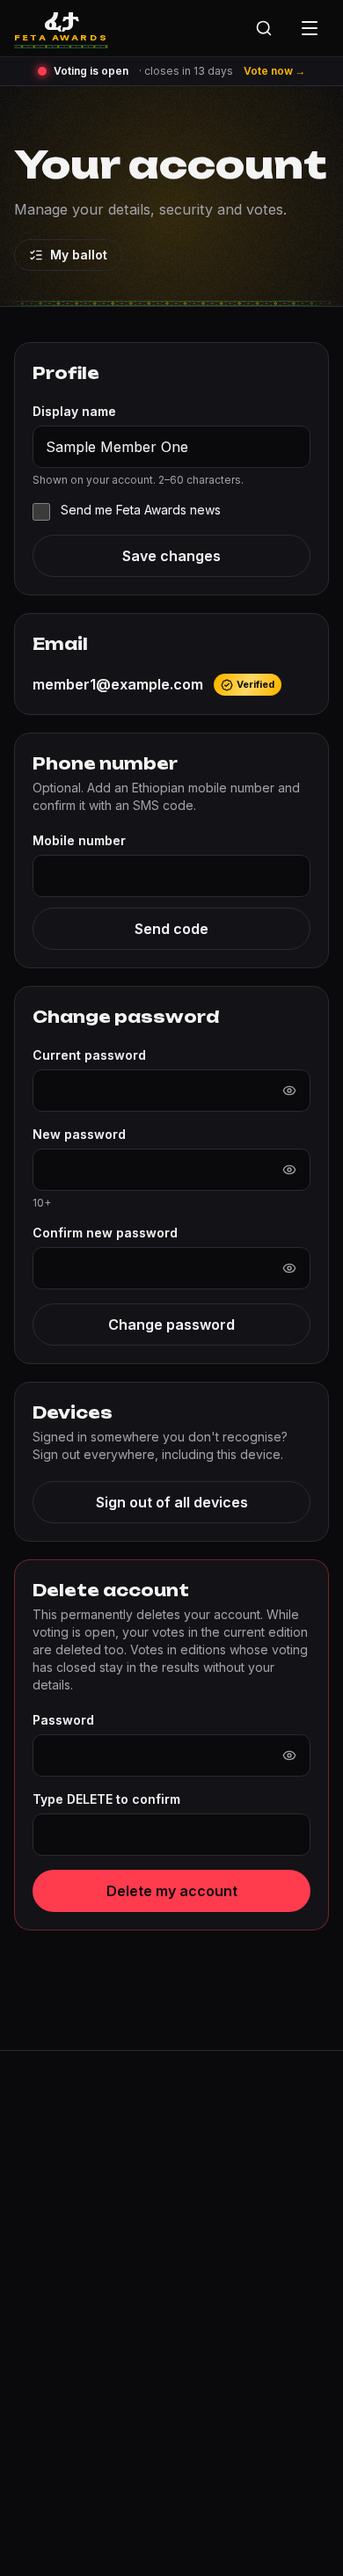 ፌታ
FETA AWARDS
Voting is open · closes in 13 days Vote now →
Your account
Manage your details, security and votes.
My ballot
Profile
Display name
Sample Member One
Shown on your account. 2–60 characters.
Send me Feta Awards news
Save changes
Email
member1@example.com Verified
Phone number
Optional. Add an Ethiopian mobile number and
confirm it with an SMS code.
Mobile number
Send code
Change password
Current password
New password
10+
Confirm new password
Change password
Devices
Signed in somewhere you don't recognise?
Sign out everywhere, including this device.
Sign out of all devices
Delete account
This permanently deletes your account. While
voting is open, your votes in the current edition
are deleted too. Votes in editions whose voting
has closed stay in the results without your
details.
Password
Type DELETE to confirm
Delete my account